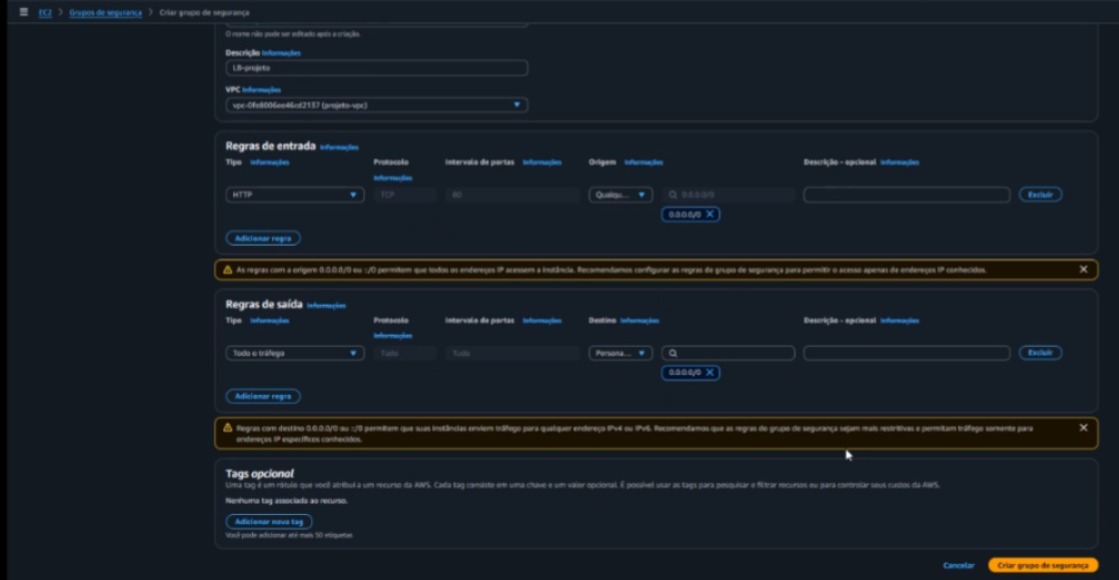 EC2 > Grupos de segurança > Criar grupo de segurança
O nome não pode ser editado após a criação.
Descrição Informações
LB-projeto
VPC Informações
(projeto-vpc)
Regras de entrada Informações
Tipo Informações Protocolo Informações Intervalo de portas Informações Origem Informações Descrição - opcional Informações
HTTP TCP 80 Qualqu... 0.0.0.0/0 Excluir
0.0.0.0/0
Adicionar regra
As regras com a origem 0.0.0.0/0 ou ::/0 permitem que todos os endereços IP acessem a instância. Recomendamos configurar as regras de grupo de segurança para permitir o acesso apenas de endereços IP conhecidos.
Regras de saída Informações
Tipo Informações Protocolo Informações Intervalo de portas Informações Destino Informações Descrição - opcional Informações
Todo o tráfego Tudo Tudo Persona... Excluir
0.0.0.0/0
Adicionar regra
Regras com destino 0.0.0.0/0 ou ::/0 permitem que suas instâncias enviem tráfego para qualquer endereço IPv4 ou IPv6. Recomendamos que as regras do grupo de segurança sejam mais restritivas e permitam tráfego somente para
endereços IP específicos conhecidos.
Tags opcional
Uma tag é um rótulo que você atribui a um recurso da AWS. Cada tag consiste em uma chave e um valor opcional. É possível usar as tags para pesquisar e filtrar recursos ou para controlar seus custos da AWS.
Nenhuma tag associada ao recurso.
Adicionar nova tag
Você pode adicionar até mais 50 etiquetas
Cancelar Criar grupo de segurança